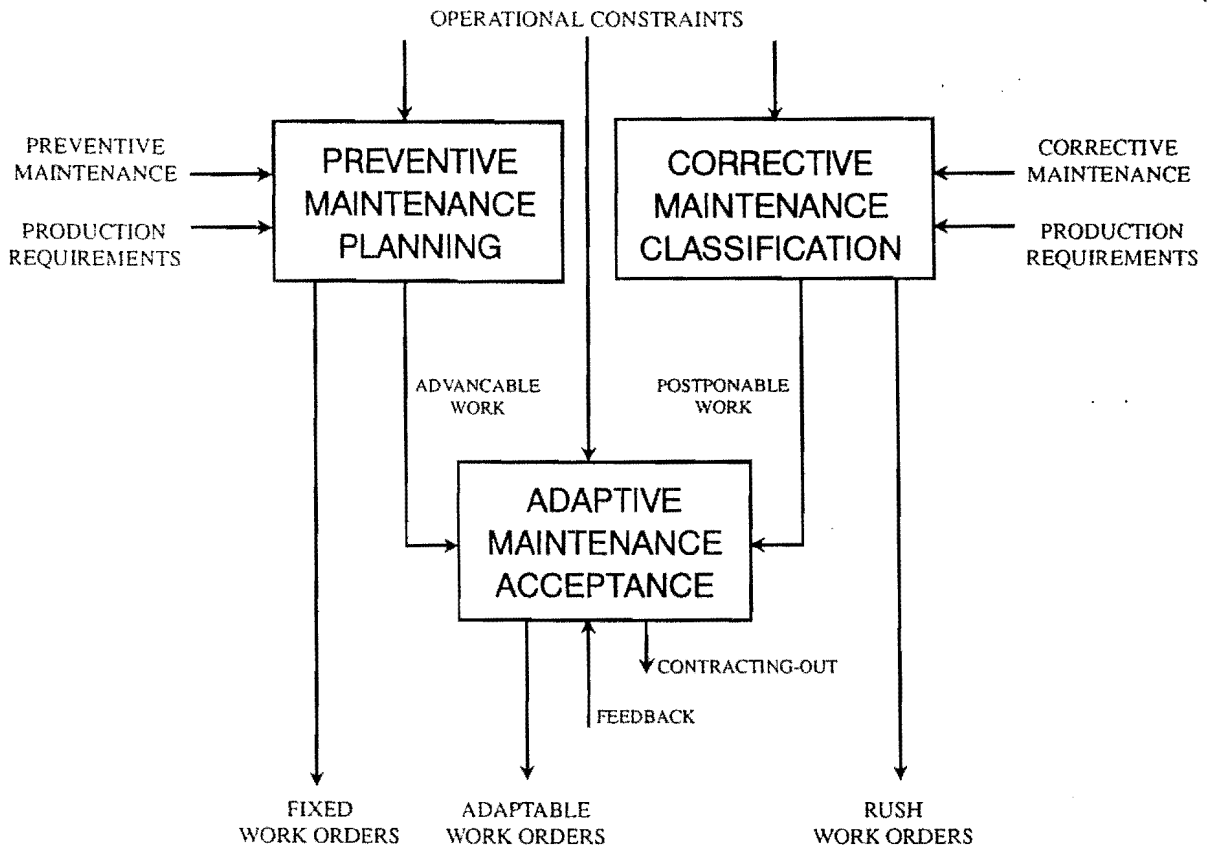 OPERATIONAL CONSTRAINTS
PREVENTIVE
MAINTENANCE
PRODUCTION
REQUIREMENTS
PREVENTIVE
MAINTENANCE
PLANNING
CORRECTIVE
MAINTENANCE
CLASSIFICATION
CORRECTIVE
MAINTENANCE
PRODUCTION
REQUIREMENTS
ADVANCABLE
WORK
POSTPONABLE
WORK
ADAPTIVE
MAINTENANCE
ACCEPTANCE
CONTRACTING-OUT
FEEDBACK
FIXED
WORK ORDERS
ADAPTABLE
WORK ORDERS
RUSH
WORK ORDERS